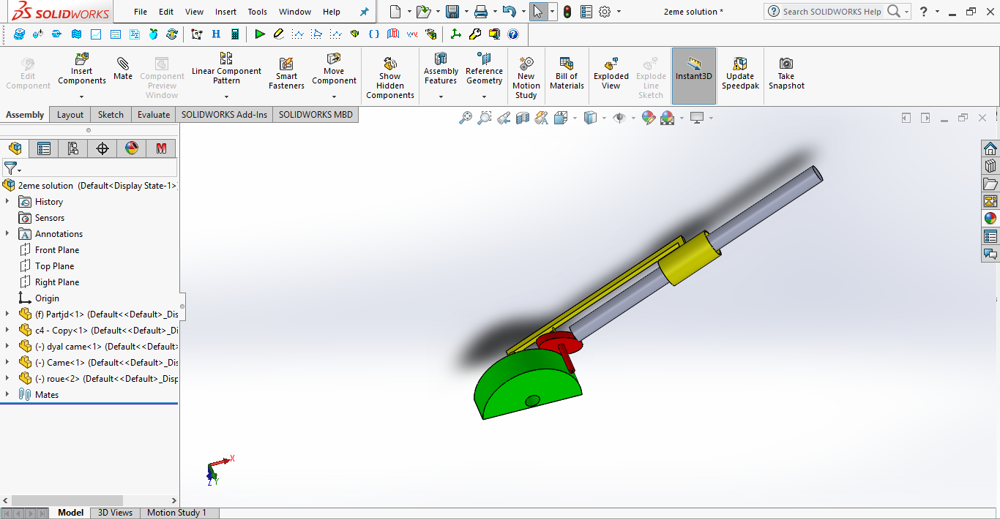 SOLIDWORKS
File Edit View Insert Tools Window Help
2eme solution *
Search SOLIDWORKS Help
?
Edit Component
Insert Components
Mate
Component Preview Window
Linear Component Pattern
Smart Fasteners
Move Component
Show Hidden Components
Assembly Features
Reference Geometry
New Motion Study
Bill of Materials
Exploded View
Explode Line Sketch
Instant3D
Update Speedpak
Take Snapshot
Assembly Layout Sketch Evaluate SOLIDWORKS Add-Ins SOLIDWORKS MBD
2eme solution (Default<Display State-1>
History
Sensors
Annotations
Front Plane
Top Plane
Right Plane
Origin
(f) Partjd<1> (Default<<Default>_Di
c4 - Copy<1> (Default<<Default>_Di
(-) dyal came<1> (Default<<Default>
(-) Came<1> (Default<<Default>_Dis
(-) roue<2> (Default<<Default>_Disp
Mates
X
Z Y
Model 3D Views Motion Study 1